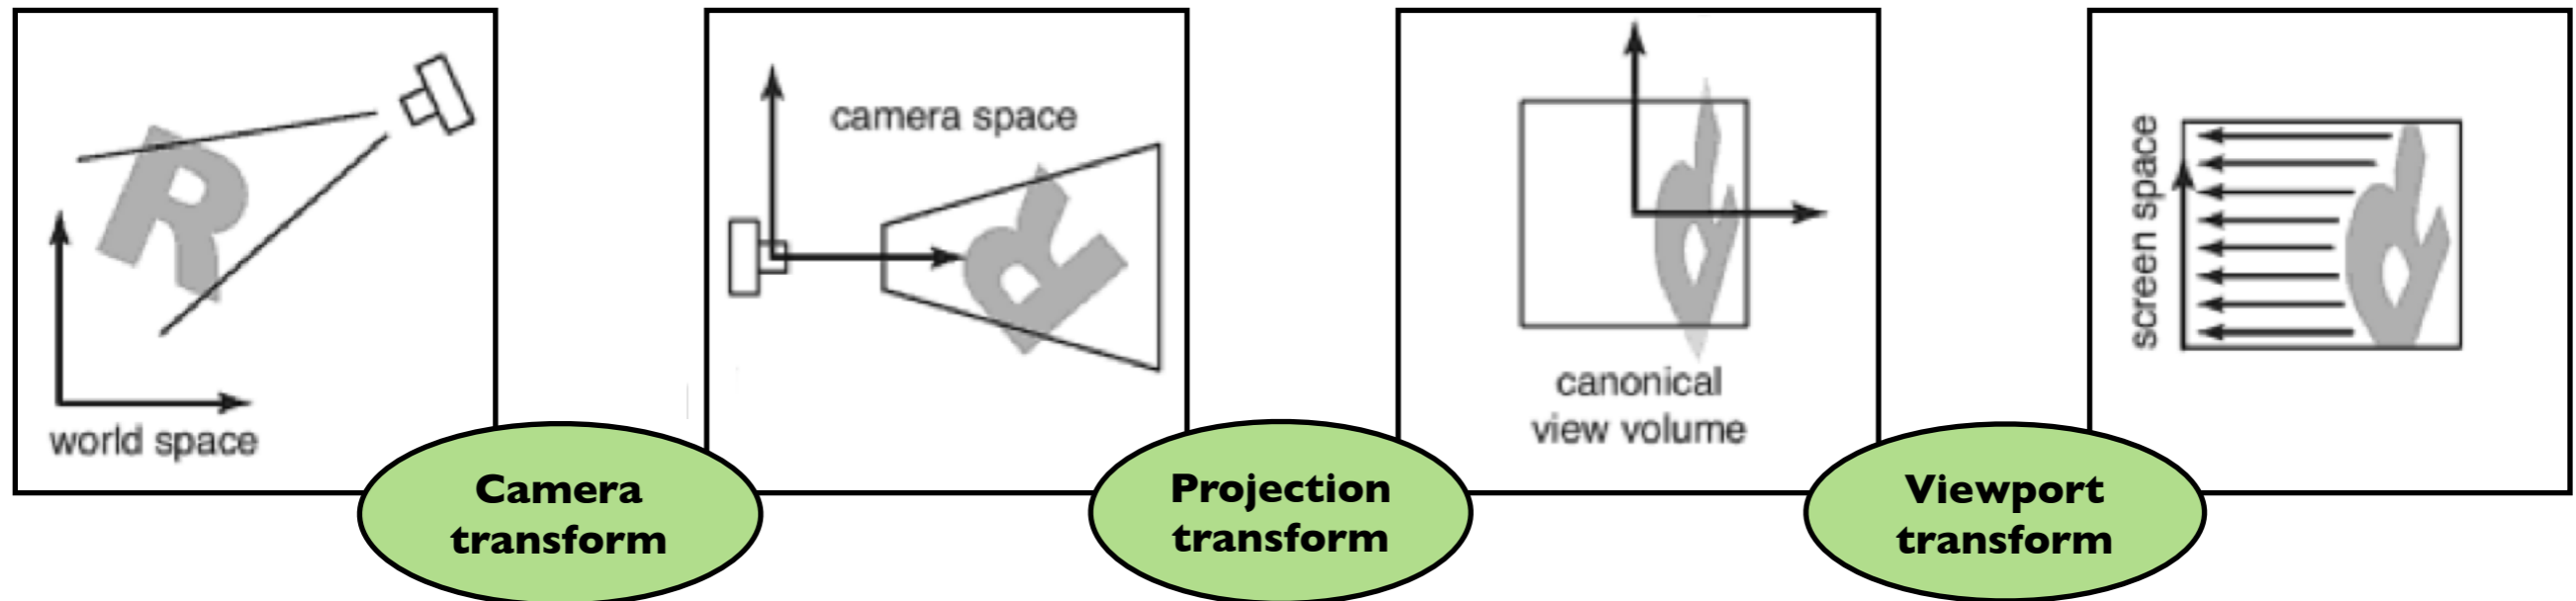 world space
Camera
transform
camera space
Projection
transform
canonical
view volume
Viewport
transform
screen space